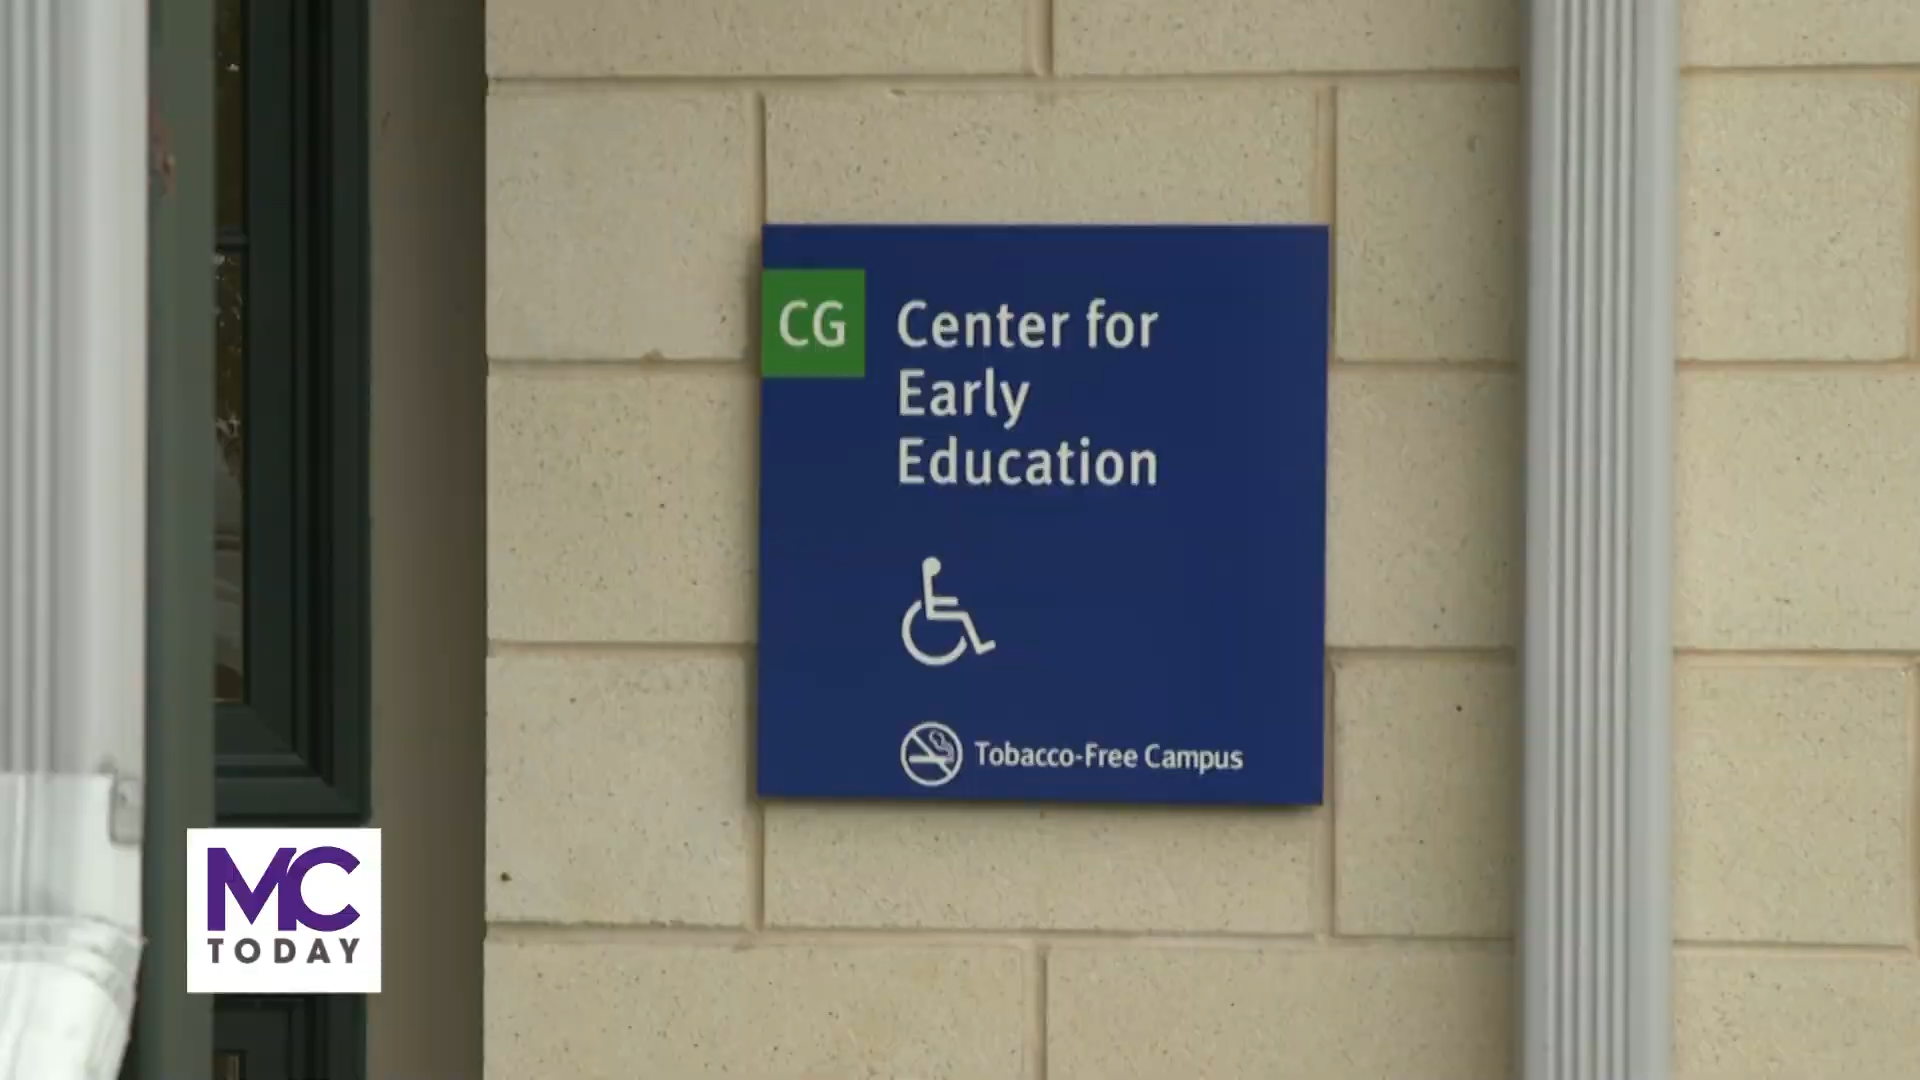 CG
Center for
Early
Education
Tobacco-Free Campus
MC
TODAY